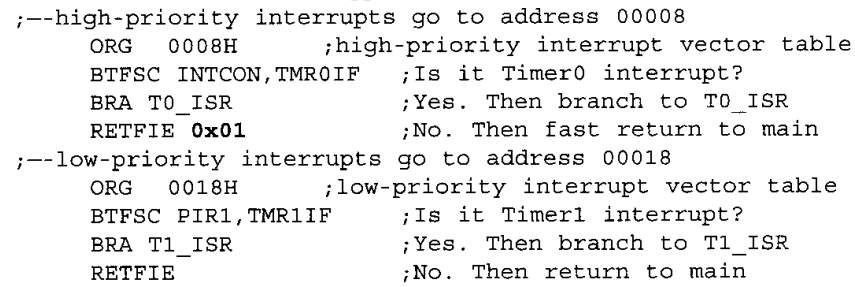 ;—-high-priority interrupts go to address 00008
ORG 0008H ;high-priority interrupt vector table
BTFSC INTCON,TMR0IF ;Is it Timer0 interrupt?
BRA T0_ISR ;Yes. Then branch to T0_ISR
RETFIE 0x01 ;No. Then fast return to main
;—-low-priority interrupts go to address 00018
ORG 0018H ;low-priority interrupt vector table
BTFSC PIR1,TMR1IF ;Is it Timer1 interrupt?
BRA T1_ISR ;Yes. Then branch to T1_ISR
RETFIE ;No. Then return to main